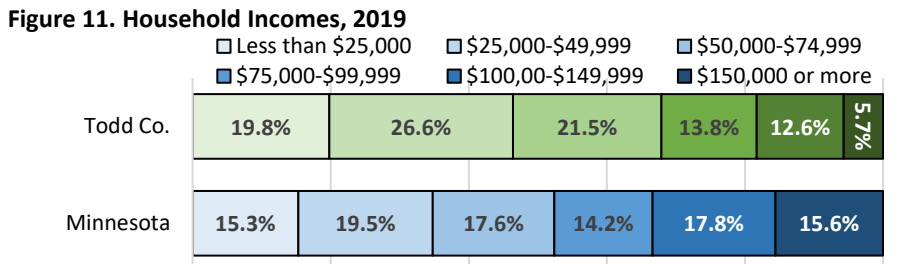 Figure 11. Household Incomes, 2019
Less than $25,000 $25,000-$49,999 $50,000-$74,999
$75,000-$99,999 $100,00-$149,999 $150,000 or more
Todd Co. 19.8% 26.6% 21.5% 13.8% 12.6% 5.7%
Minnesota 15.3% 19.5% 17.6% 14.2% 17.8% 15.6%